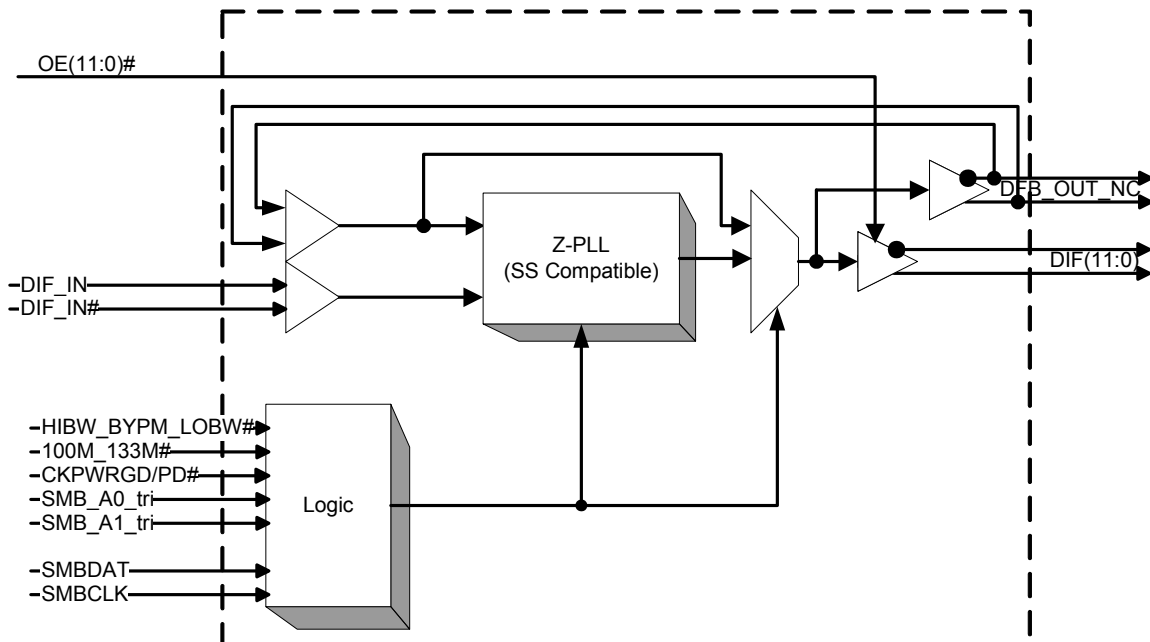 OE(11:0)#
DFB_OUT_NC
Z-PLL
(SS Compatible)
DIF(11:0)
DIF_IN
DIF_IN#
HIBW_BYPM_LOBW#
100M_133M#
CKPWRGD/PD#
SMB_A0_tri
SMB_A1_tri
Logic
SMBDAT
SMBCLK